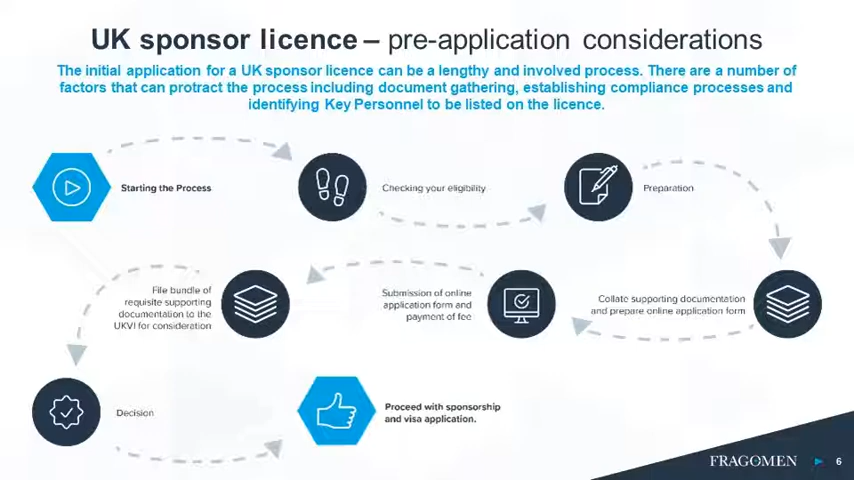 UK sponsor licence – pre-application considerations
The initial application for a UK sponsor licence can be a lengthy and involved process. There are a number of
factors that can protract the process including document gathering, establishing compliance processes and
identifying Key Personnel to be listed on the licence.
Starting the Process
Checking your eligibility
Preparation
Collate supporting documentation
and prepare online application form
Submission of online
application form and
payment of fee
File bundle of
requisite supporting
documentation to the
UKVI for consideration
Decision
Proceed with sponsorship
and visa application.
FRAGOMEN
6